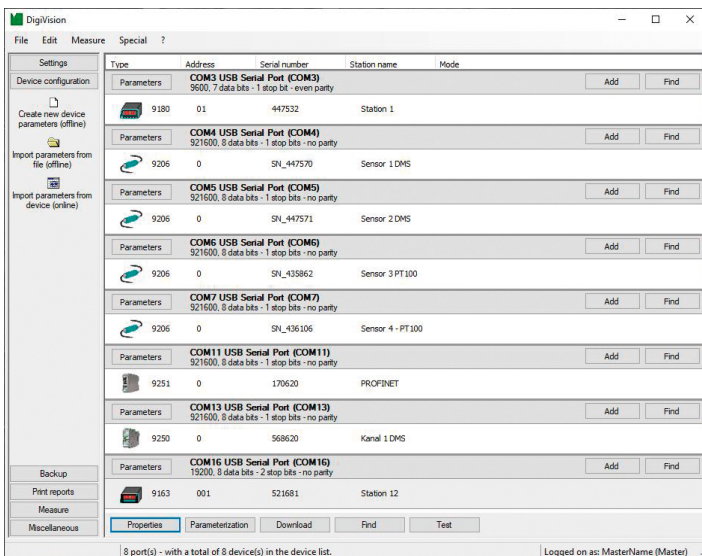 DigiVision
File Edit Measure Special ?
Settings
Device configuration
Create new device
parameters (offline)
Import parameters from
file (offline)
Import parameters from
device (online)
Backup
Print reports
Measure
Miscellaneous
Type Address Serial number Station name Mode
Parameters COM3 USB Serial Port (COM3) Add Find
9600, 7 data bits - 1 stop bit - even parity
9180 01 447532 Station 1
Parameters COM4 USB Serial Port (COM4) Add Find
921600, 8 data bits - 1 stop bits - no parity
9206 0 SN_447570 Sensor 1 DMS
Parameters COM5 USB Serial Port (COM5) Add Find
921600, 8 data bits - 1 stop bits - no parity
9206 0 SN_447571 Sensor 2 DMS
Parameters COM6 USB Serial Port (COM6) Add Find
921600, 8 data bits - 1 stop bits - no parity
9206 0 SN_435862 Sensor 3 PT100
Parameters COM7 USB Serial Port (COM7) Add Find
921600, 8 data bits - 1 stop bits - no parity
9206 0 SN_436106 Sensor 4 - PT100
Parameters COM11 USB Serial Port (COM11) Add Find
921600, 8 data bits - 1 stop bits - no parity
9251 0 170620 PROFINET
Parameters COM13 USB Serial Port (COM13) Add Find
921600, 8 data bits - 1 stop bits - no parity
9250 0 568620 Kanal 1 DMS
Parameters COM16 USB Serial Port (COM16) Add Find
19200, 8 data bits - 2 stop bits - no parity
9163 001 521681 Station 12
Properties Parameterization Download Find Test
8 port(s) - with a total of 8 device(s) in the device list. Logged on as: MasterName (Master)